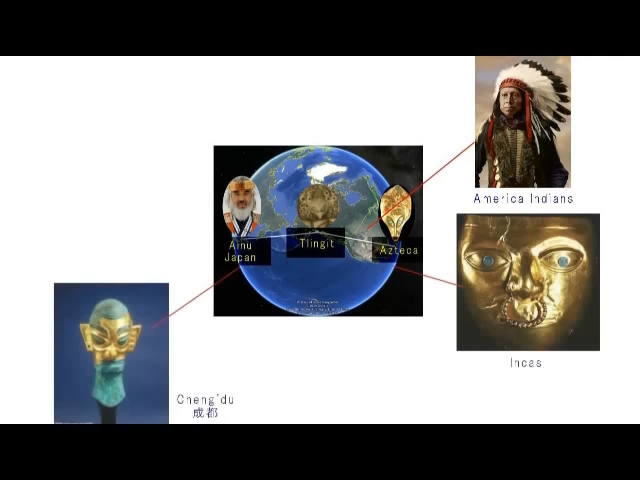 America Indians
Ainu
Japan
Tlingit
Azteca
Incas
Cheng'du
成都